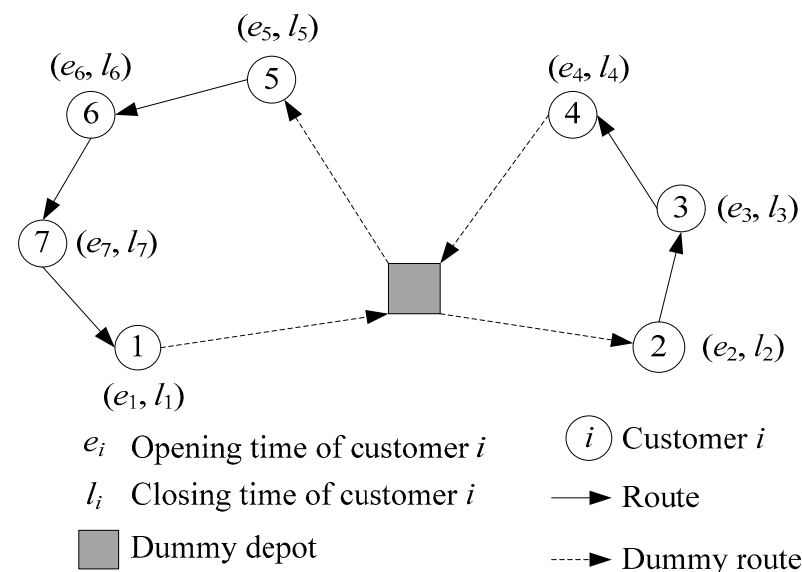 (e5, l5)
(e6, l6)
5
(e4, l4)
6
4
3
(e3, l3)
7
(e7, l7)
1
2
(e2, l2)
(e1, l1)
ei Opening time of customer i
i Customer i
li Closing time of customer i
Route
Dummy depot
Dummy route